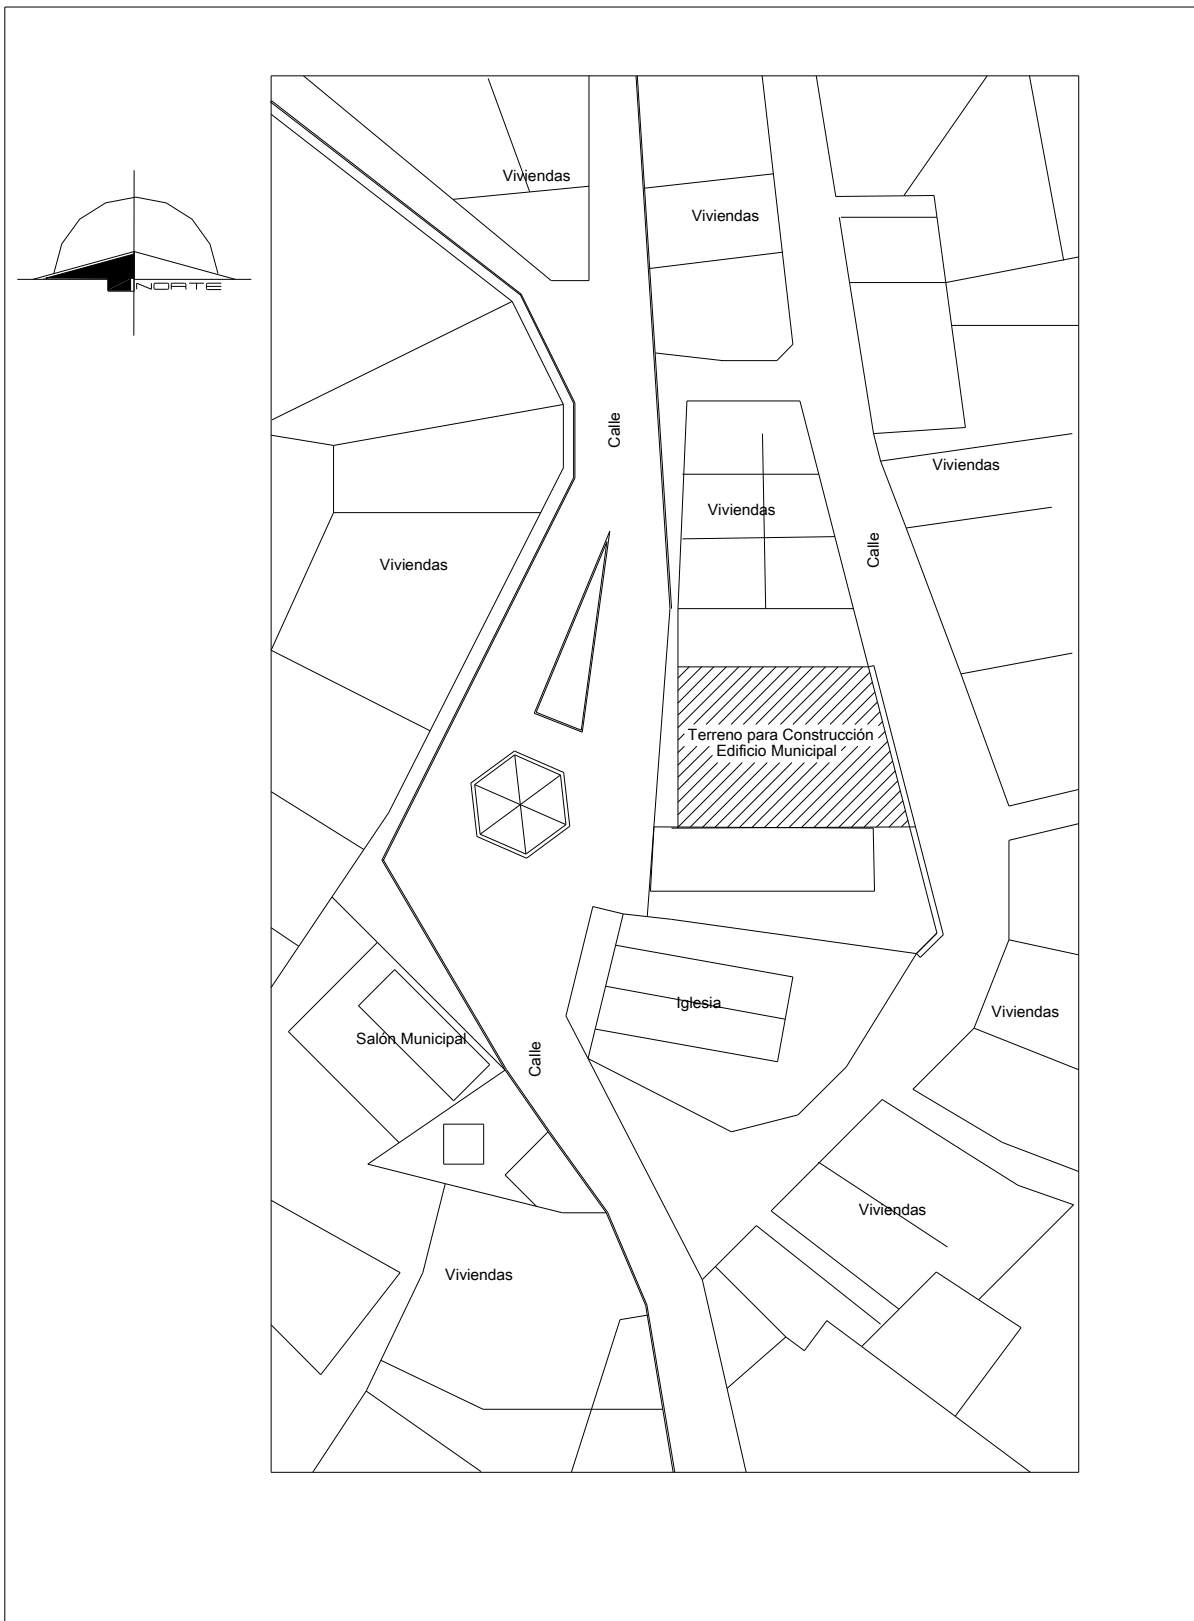 Viviendas
Viviendas
NORTE
Calle
Viviendas
Viviendas
Calle
Viviendas
Terreno para Construcción
Edificio Municipal
Iglesia
Viviendas
Salón Municipal
Calle
Viviendas
Viviendas